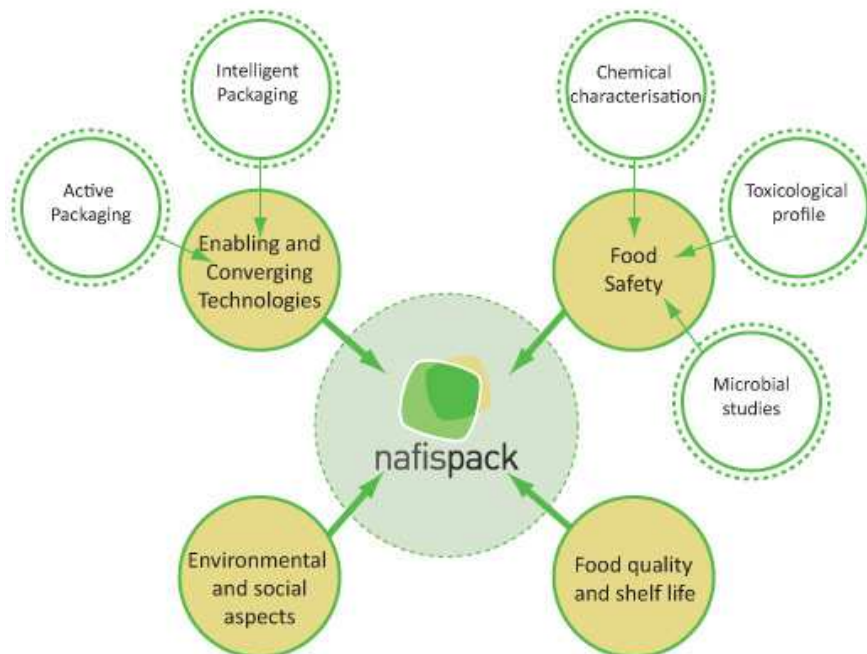 Intelligent
Packaging
Chemical
characterisation
Active
Packaging
Toxicological
profile
Enabling and
Converging
Technologies
Food
Safety
Microbial
studies
nafispack
Environmental
and social
aspects
Food quality
and shelf life